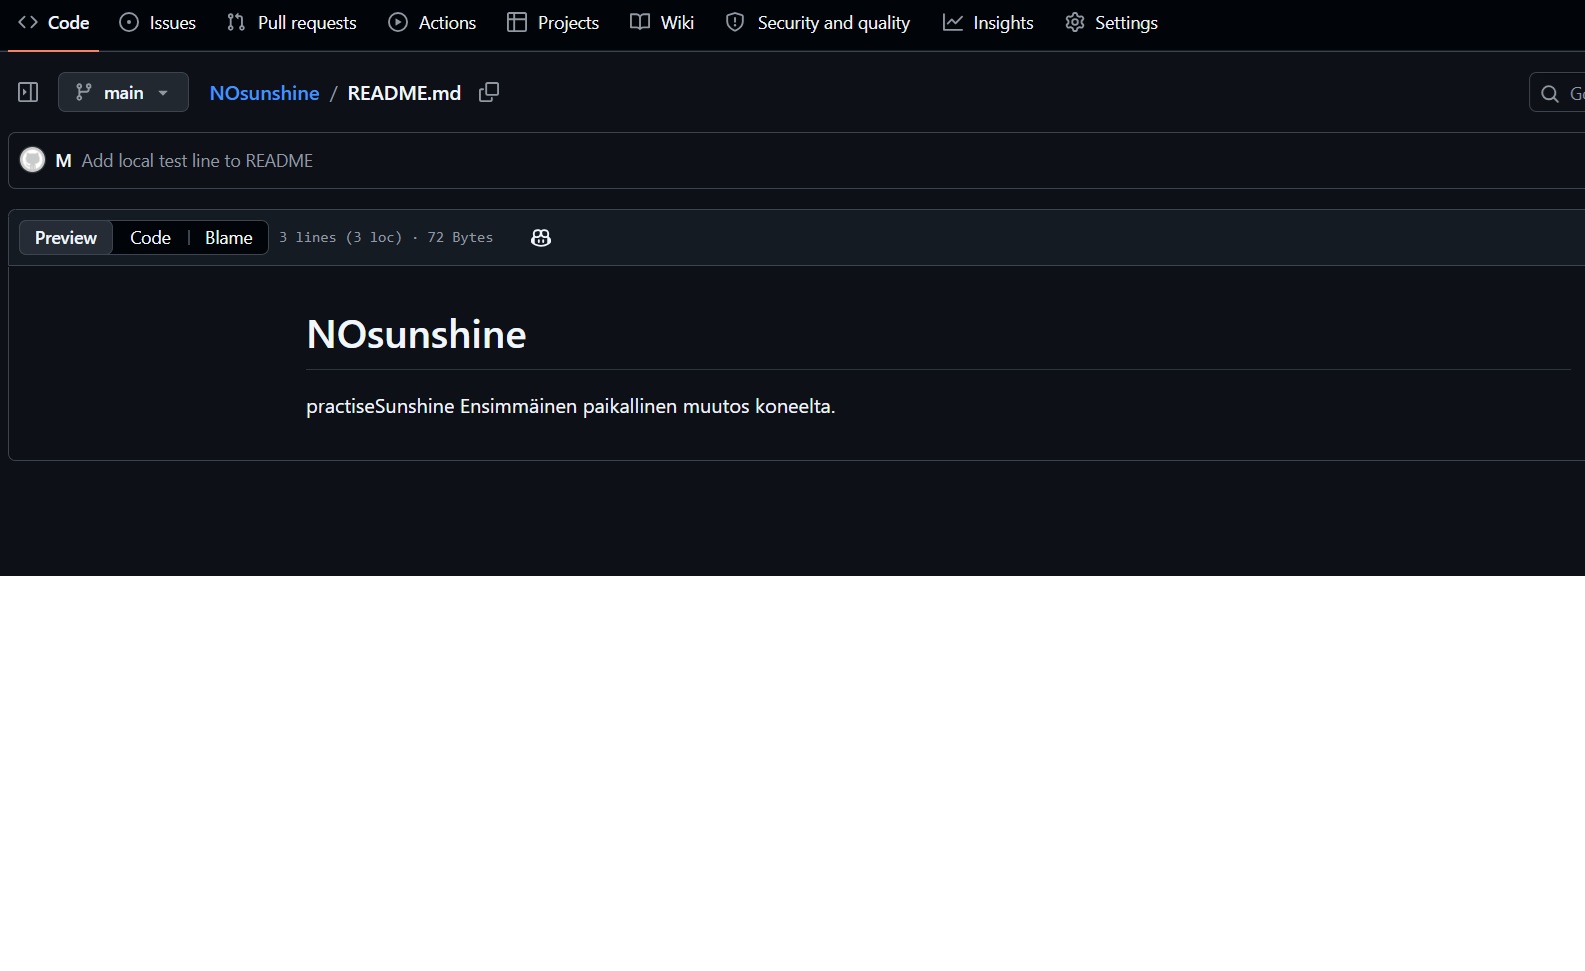 Code Issues Pull requests Actions Projects Wiki Security and quality Insights Settings
main NOsunshine / README.md
M Add local test line to README
Preview Code Blame 3 lines (3 loc) · 72 Bytes
NOsunshine
practiseSunshine Ensimmäinen paikallinen muutos koneelta.